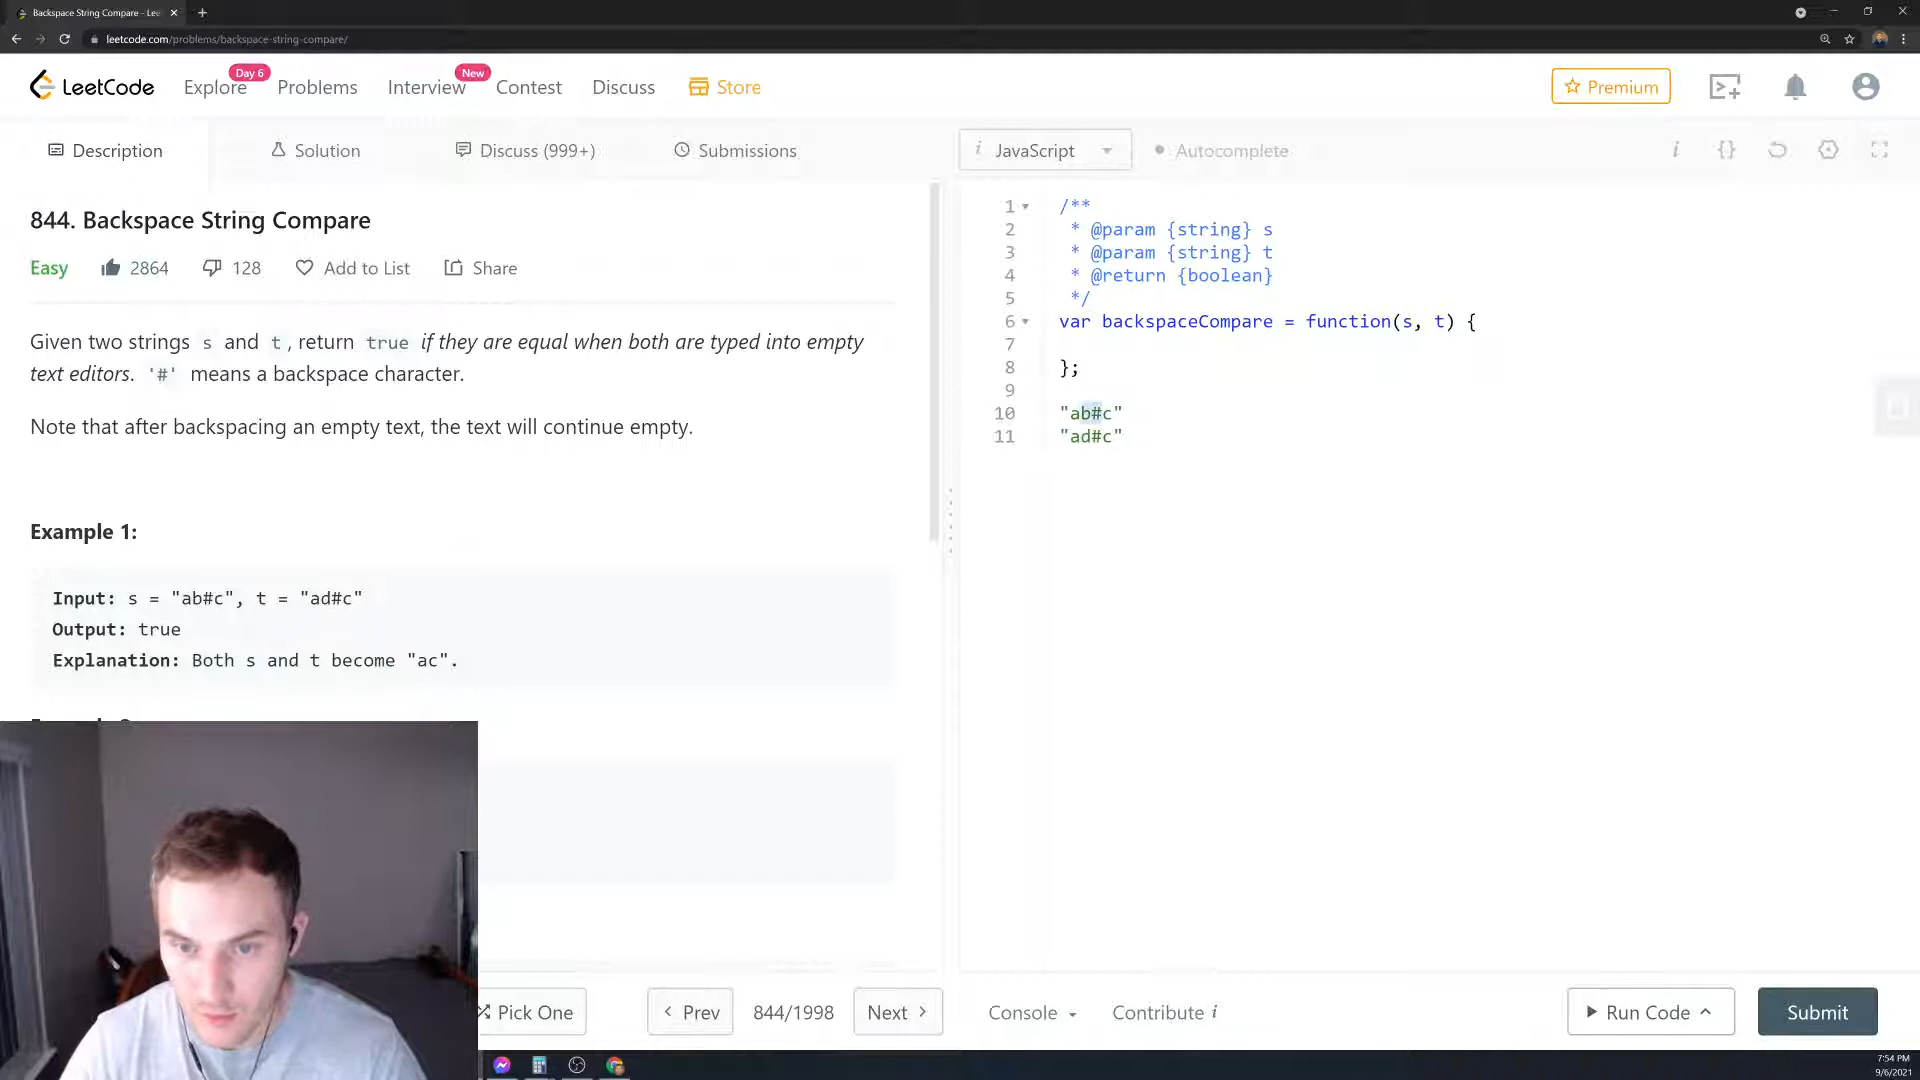 Backspace String Compare - Lee
leetcode.com/problems/backspace-string-compare/
LeetCode
Explore
Day 6
Problems
Interview
New
Contest
Discuss
Store
Premium
Description
Solution
Discuss (999+)
Submissions
i JavaScript
Autocomplete
i {}
844. Backspace String Compare
Easy
2864
128
Add to List
Share
Given two strings s and t, return true if they are equal when both are typed into empty
text editors. '#' means a backspace character.
Note that after backspacing an empty text, the text will continue empty.
Example 1:
Input: s = "ab#c", t = "ad#c"
Output: true
Explanation: Both s and t become "ac".
1 /**
2 * @param {string} s
3 * @param {string} t
4 * @return {boolean}
5 */
6 var backspaceCompare = function(s, t) {
7
8 };
9
10 "ab#c"
11 "ad#c"
Pick One
Prev
844/1998
Next
Console
Contribute i
Run Code
Submit
7:54 PM
9/6/2021